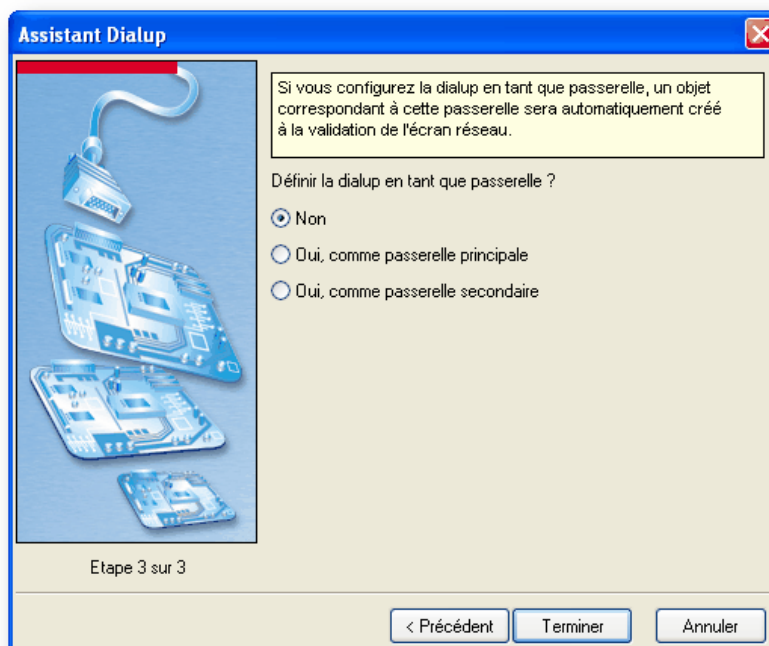 Assistant Dialup
Si vous configurez la dialup en tant que passerelle, un objet
correspondant à cette passerelle sera automatiquement créé
à la validation de l'écran réseau.
Définir la dialup en tant que passerelle ?
Non
Oui, comme passerelle principale
Oui, comme passerelle secondaire
Etape 3 sur 3
< Précédent
Terminer
Annuler